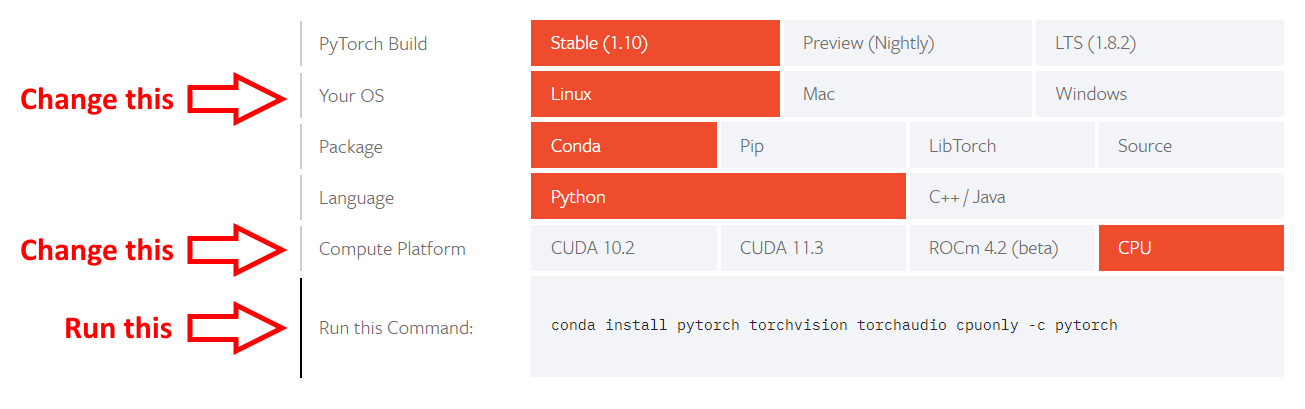 PyTorch Build Stable (1.10) Preview (Nightly) LTS (1.8.2)
Change this Your OS Linux Mac Windows
Package Conda Pip LibTorch Source
Language Python C++ / Java
Change this Compute Platform CUDA 10.2 CUDA 11.3 ROCm 4.2 (beta) CPU
Run this Run this Command: conda install pytorch torchvision torchaudio cpuonly -c pytorch